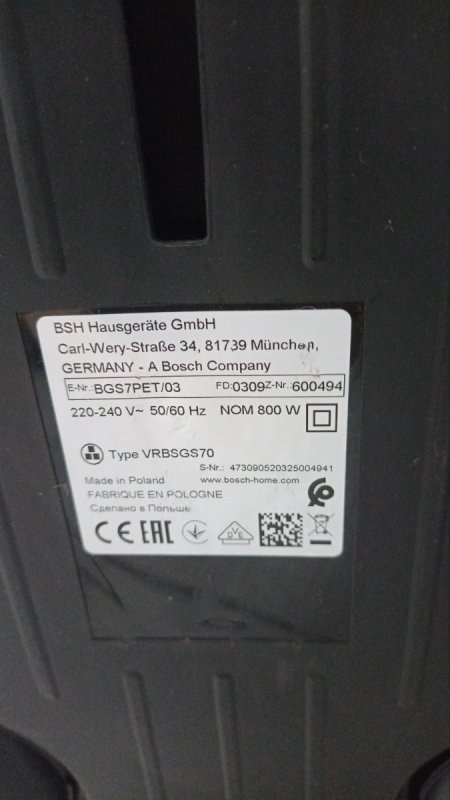 BSH Hausgeräte GmbH
Carl-Wery-Straße 34, 81739 München,
GERMANY - A Bosch Company
E-Nr.: BGS7PET/03 FD: 0309 Z-Nr.: 600494
220-240 V~ 50/60 Hz NOM 800 W
Type VRBSGS70
S-Nr.: 473090520325004941
Made in Poland www.bosch-home.com
FABRIQUE EN POLOGNE
Сделано в Польше
CE EAC VDE